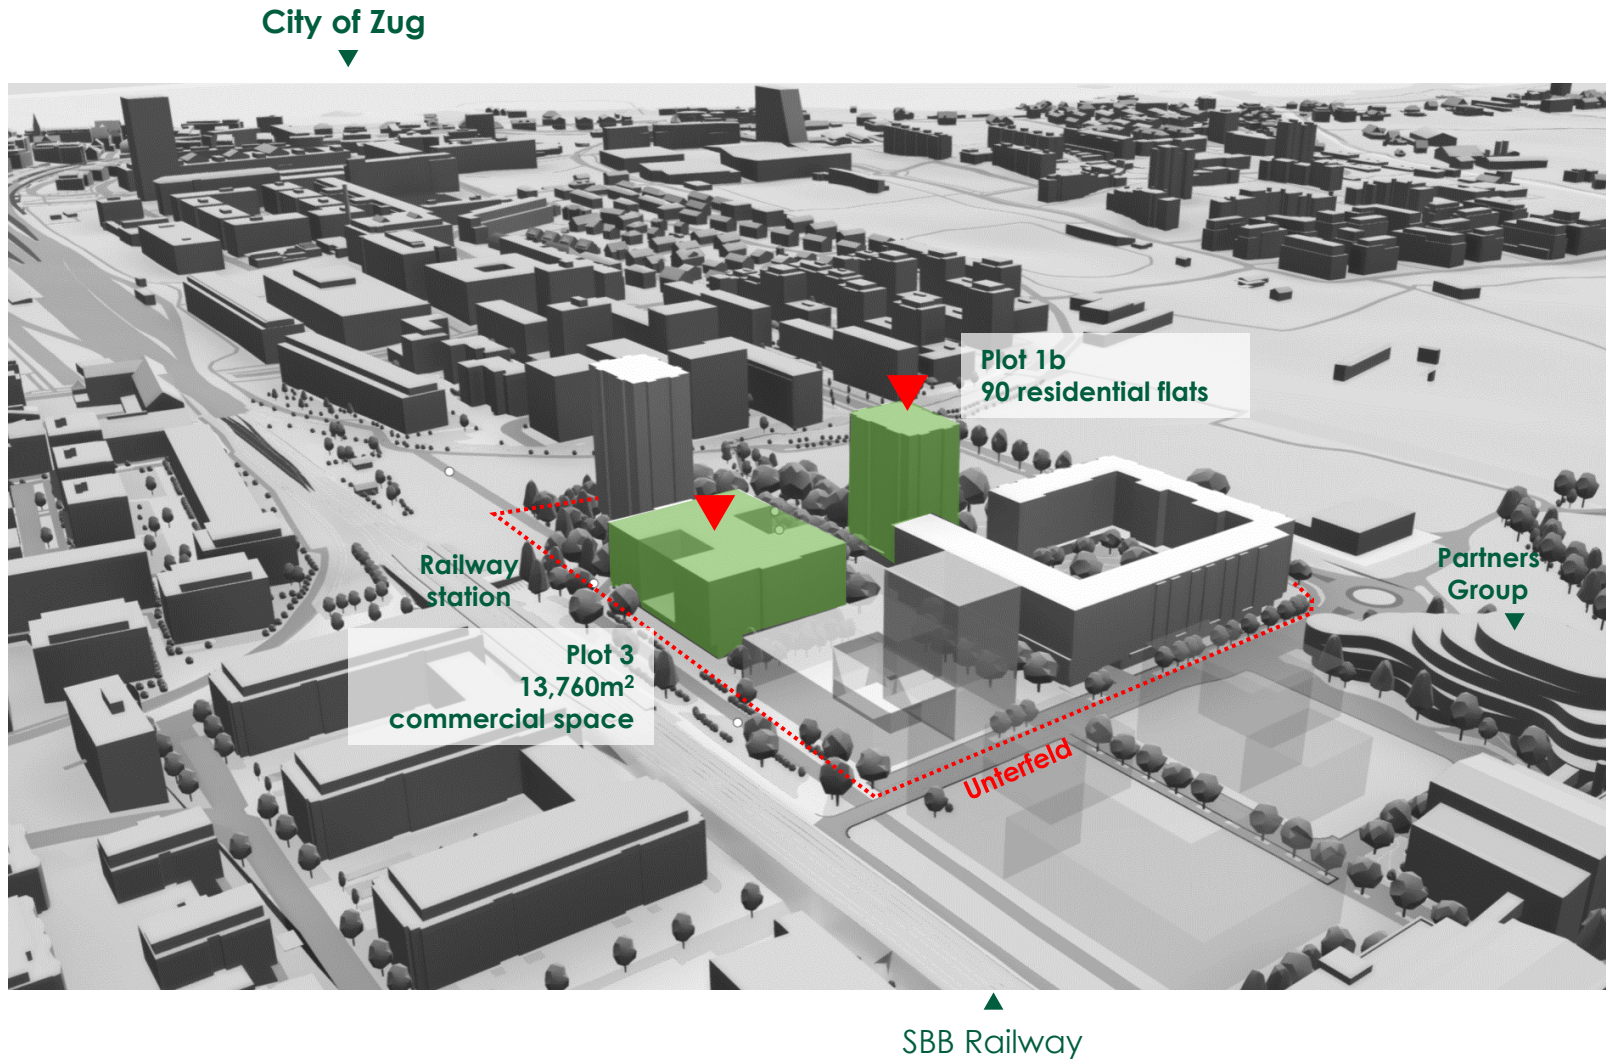 City of Zug
Plot 1b
90 residential flats
Railway
station
Partners
Group
Plot 3
13,760m²
commercial space
Unterfeld
SBB Railway